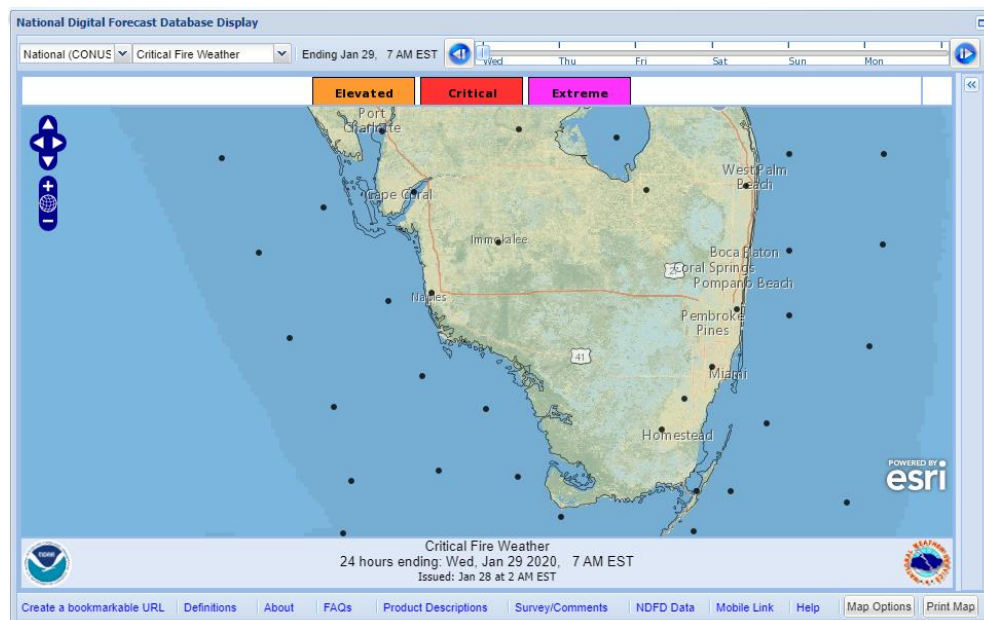 National Digital Forecast Database Display
National (CONUS Critical Fire Weather Ending Jan 29, 7 AM EST Wed Thu Fri Sat Sun Mon
Elevated Critical Extreme
Port
Charlotte
West Palm
Beach
Cape Coral
Immokalee
Boca Raton
Coral Springs
Pompano Beach
Naples
Pembroke
Pines
41
Miami
Homestead
POWERED BY
esri
NOAA
Critical Fire Weather
24 hours ending: Wed, Jan 29 2020, 7 AM EST
Issued: Jan 28 at 2 AM EST
Create a bookmarkable URL Definitions About FAQs Product Descriptions Survey/Comments NDFD Data Mobile Link Help Map Options Print Map